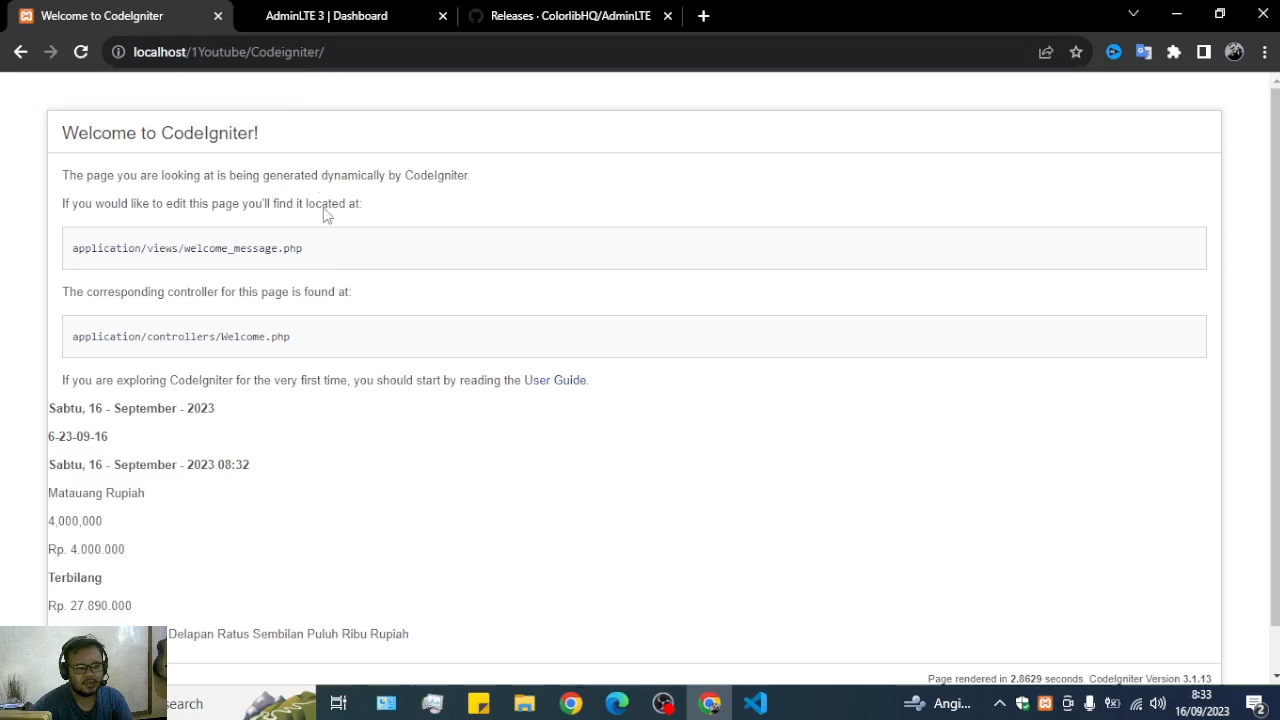 Welcome to CodeIgniter
AdminLTE 3 | Dashboard
Releases · ColorlibHQ/AdminLTE
localhost/1Youtube/Codeigniter/
Welcome to CodeIgniter!
The page you are looking at is being generated dynamically by CodeIgniter.
If you would like to edit this page you'll find it located at:
application/views/welcome_message.php
The corresponding controller for this page is found at:
application/controllers/Welcome.php
If you are exploring CodeIgniter for the very first time, you should start by reading the User Guide.
Sabtu, 16 - September - 2023
6-23-09-16
Sabtu, 16 - September - 2023 08:32
Matauang Rupiah
4,000,000
Rp. 4.000.000
Terbilang
Rp. 27.890.000
Delapan Ratus Sembilan Puluh Ribu Rupiah
Page rendered in 2.8629 seconds. CodeIgniter Version 3.1.13
earch
Angi...
8:33
16/09/2023
2